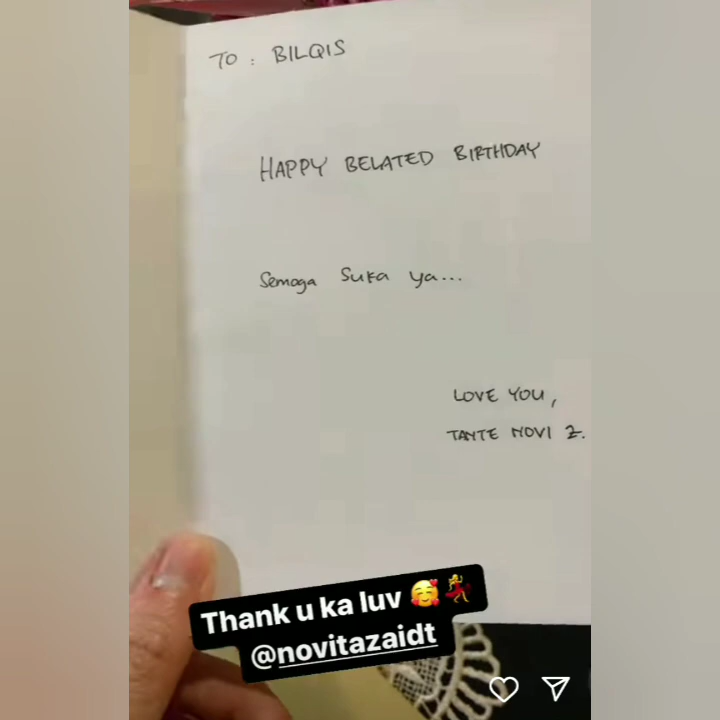 TO : BILQIS
HAPPY BELATED BIRTHDAY
Semoga Suka ya...
LOVE YOU,
TANTE NOVI Z.
Thank u ka luv 🥰💃
@novitazaidt